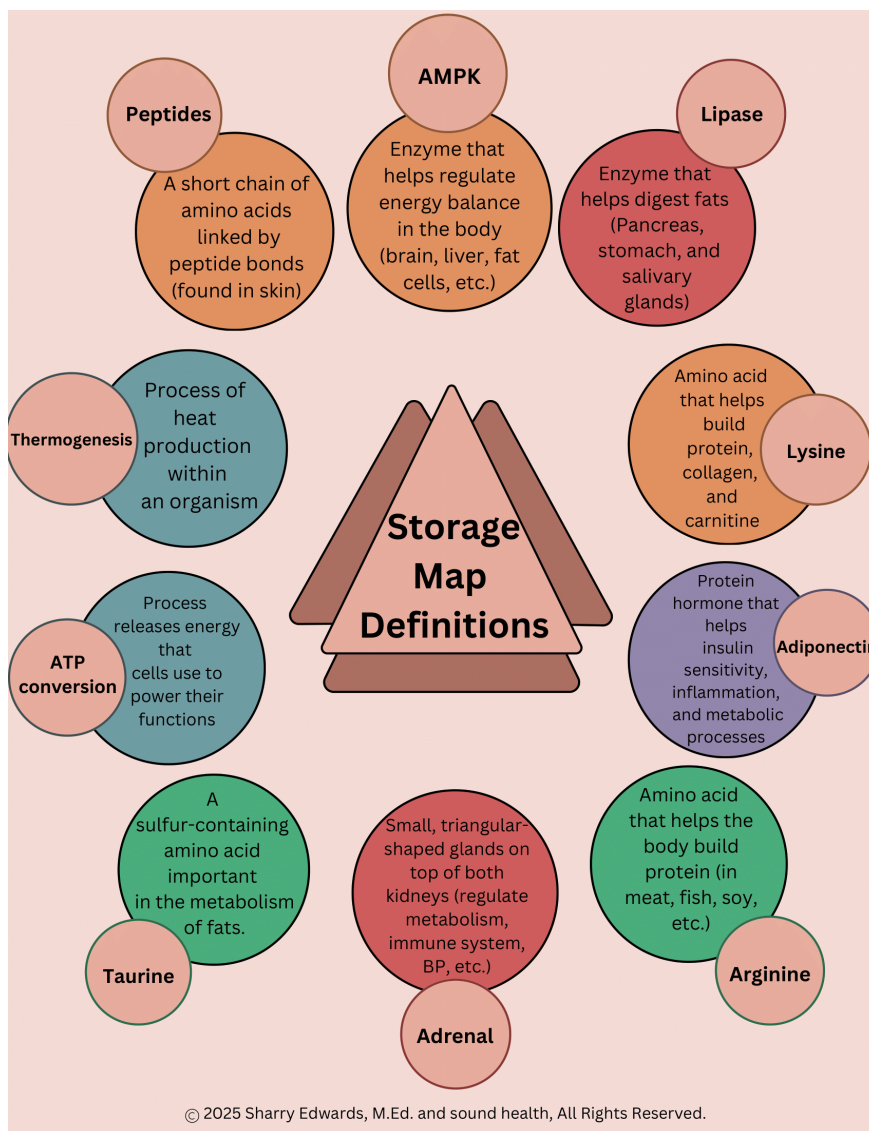 AMPK
Enzyme that
helps regulate
energy balance
in the body
(brain, liver, fat
cells, etc.)
Peptides
A short chain of
amino acids
linked by
peptide bonds
(found in skin)
Lipase
Enzyme that
helps digest fats
(Pancreas,
stomach, and
salivary
glands)
Thermogenesis
Process of
heat
production
within
an organism
Amino acid
that helps
build
protein,
collagen,
and
carnitine
Lysine
Storage
Map
Definitions
ATP
conversion
Process
releases energy
that
cells use to
power their
functions
Protein
hormone that
helps
insulin
sensitivity,
inflammation,
and metabolic
processes
Adiponectin
A
sulfur-containing
amino acid
important
in the metabolism
of fats.
Taurine
Small, triangular-
shaped glands on
top of both
kidneys (regulate
metabolism,
immune system,
BP, etc.)
Adrenal
Amino acid
that helps the
body build
protein (in
meat, fish, soy,
etc.)
Arginine
© 2025 Sharry Edwards, M.Ed. and sound health, All Rights Reserved.